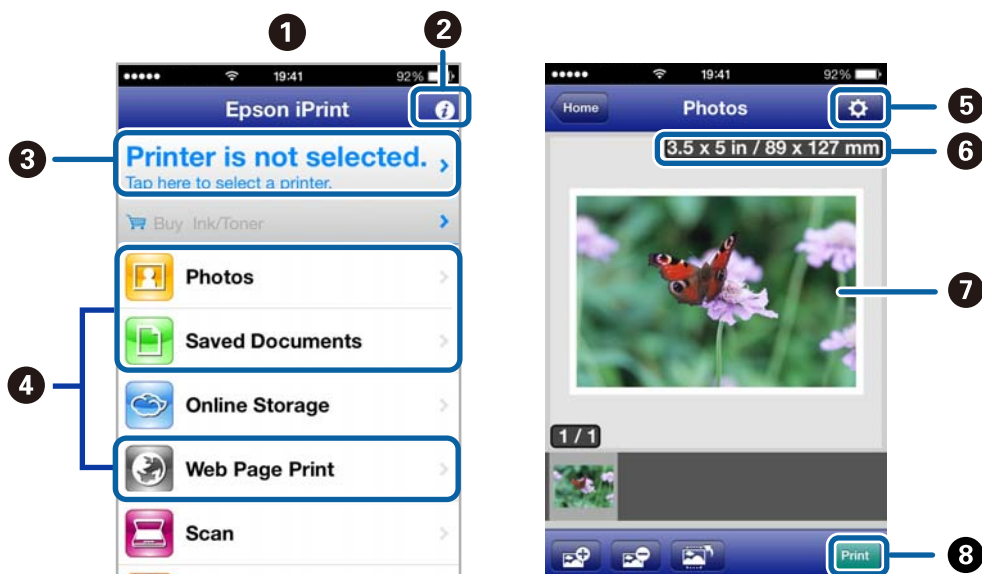 1
2
19:41 92%
Epson iPrint
i
3
Printer is not selected.
Tap here to select a printer.
Buy Ink/Toner
Photos
Saved Documents
4
Online Storage
Web Page Print
Scan
19:41 92%
Home Photos
5
3.5 x 5 in / 89 x 127 mm
6
7
1 / 1
Print
8